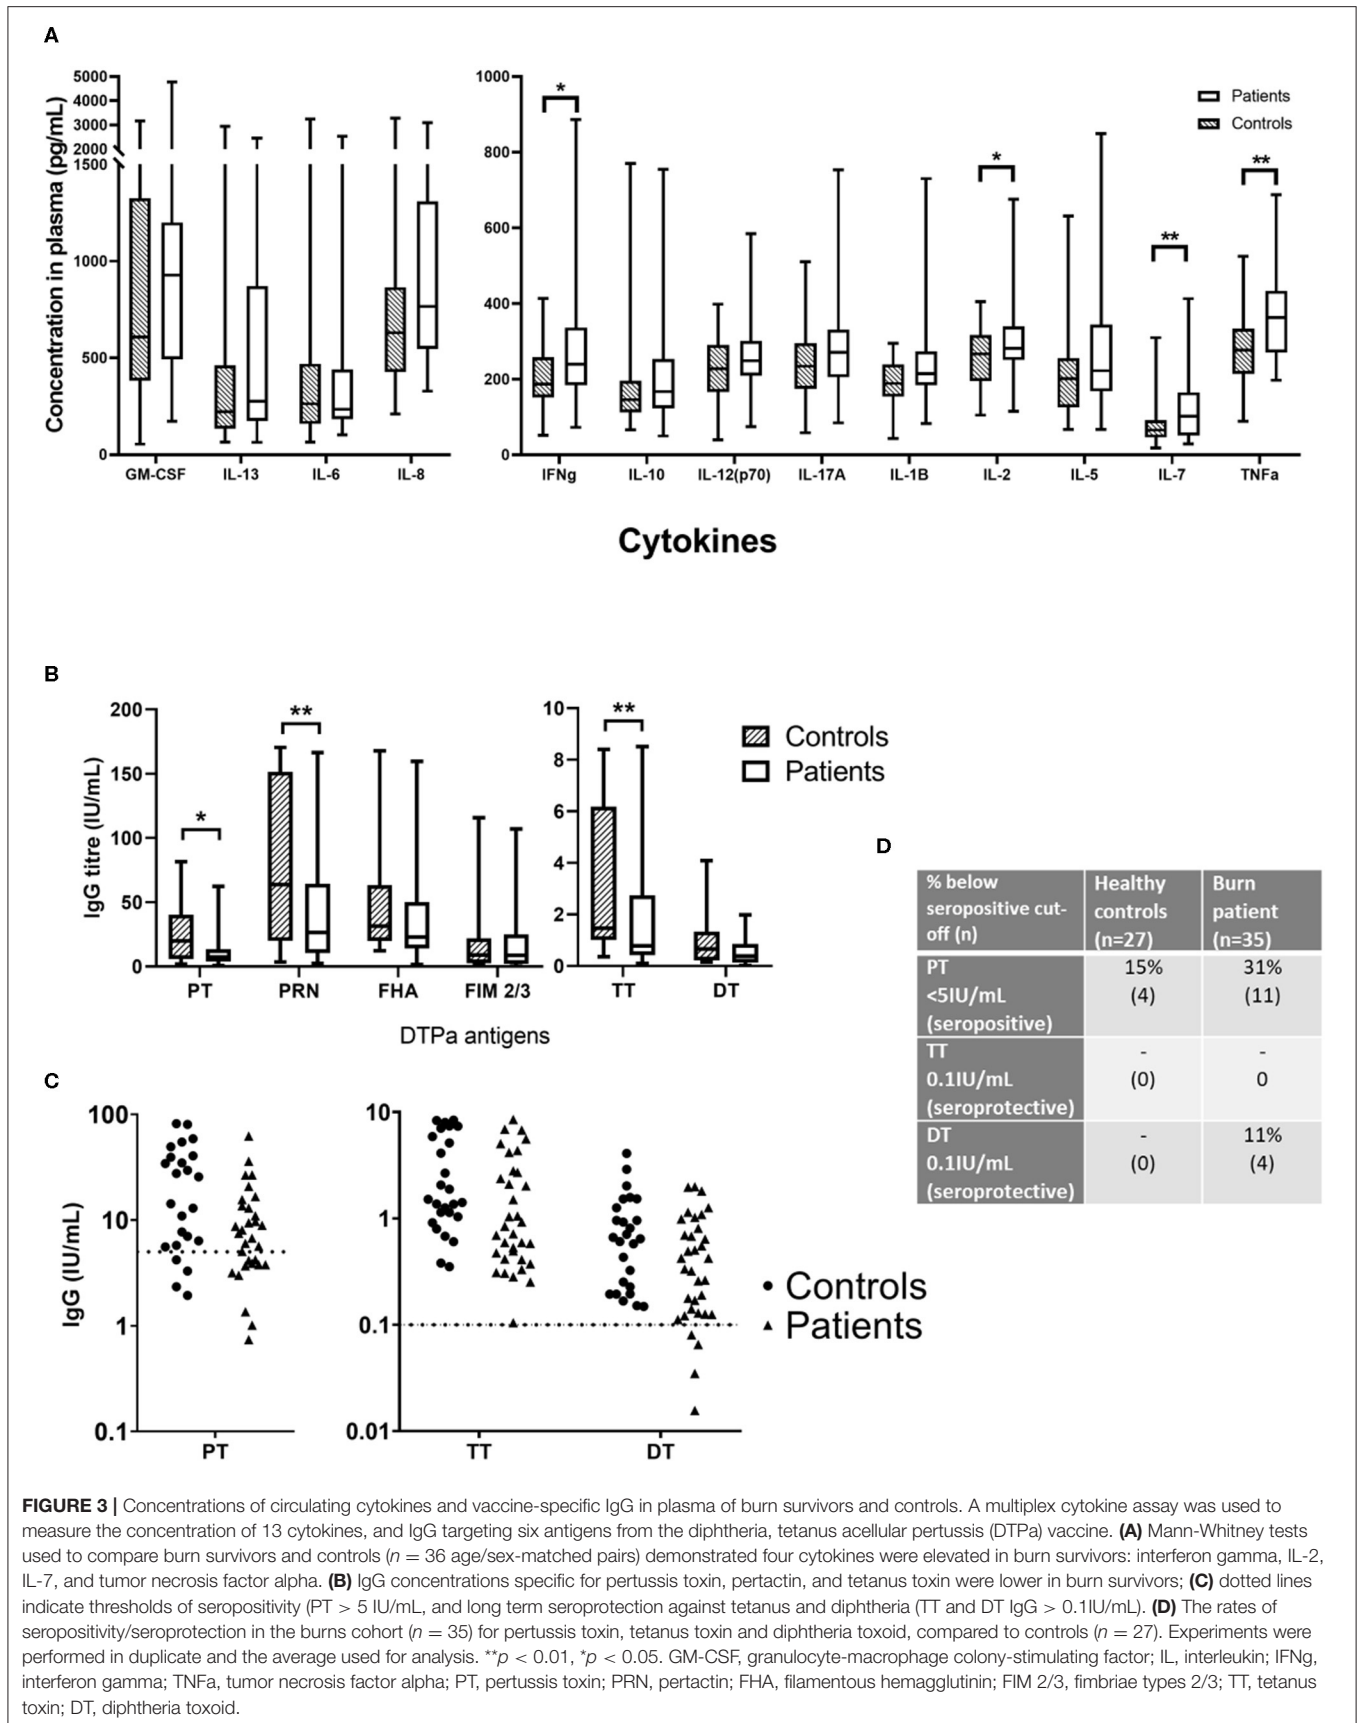 A
Concentration in plasma (pg/mL)
5000
4000
3000
2000
1500
1000
500
0
GM-CSF IL-13 IL-6 IL-8
1000
800
600
400
200
0
* * ** **
Patients
Controls
IFNg IL-10 IL-12(p70) IL-17A IL-1B IL-2 IL-5 IL-7 TNFa
Cytokines
B
IgG titre (IU/mL)
200
150
100
50
0
* **
PT PRN FHA FIM 2/3
10
8
6
4
2
0
**
TT DT
Controls
Patients
DTPa antigens
C
IgG (IU/mL)
100
10
1
0.1
PT
10
1
0.1
0.01
TT DT
Controls
Patients
D
% below seropositive cut-off (n)
Healthy controls (n=27)
Burn patient (n=35)
PT
<5IU/mL
(seropositive)
15%
(4)
31%
(11)
TT
0.1IU/mL
(seroprotective)
-
(0)
-
0
DT
0.1IU/mL
(seroprotective)
-
(0)
11%
(4)
FIGURE 3 | Concentrations of circulating cytokines and vaccine-specific IgG in plasma of burn survivors and controls. A multiplex cytokine assay was used to
measure the concentration of 13 cytokines, and IgG targeting six antigens from the diphtheria, tetanus acellular pertussis (DTPa) vaccine. (A) Mann-Whitney tests
used to compare burn survivors and controls (n = 36 age/sex-matched pairs) demonstrated four cytokines were elevated in burn survivors: interferon gamma, IL-2,
IL-7, and tumor necrosis factor alpha. (B) IgG concentrations specific for pertussis toxin, pertactin, and tetanus toxin were lower in burn survivors; (C) dotted lines
indicate thresholds of seropositivity (PT > 5 IU/mL, and long term seroprotection against tetanus and diphtheria (TT and DT IgG > 0.1IU/mL). (D) The rates of
seropositivity/seroprotection in the burns cohort (n = 35) for pertussis toxin, tetanus toxin and diphtheria toxoid, compared to controls (n = 27). Experiments were
performed in duplicate and the average used for analysis. **p < 0.01, *p < 0.05. GM-CSF, granulocyte-macrophage colony-stimulating factor; IL, interleukin; IFNg,
interferon gamma; TNFa, tumor necrosis factor alpha; PT, pertussis toxin; PRN, pertactin; FHA, filamentous hemagglutinin; FIM 2/3, fimbriae types 2/3; TT, tetanus
toxin; DT, diphtheria toxoid.